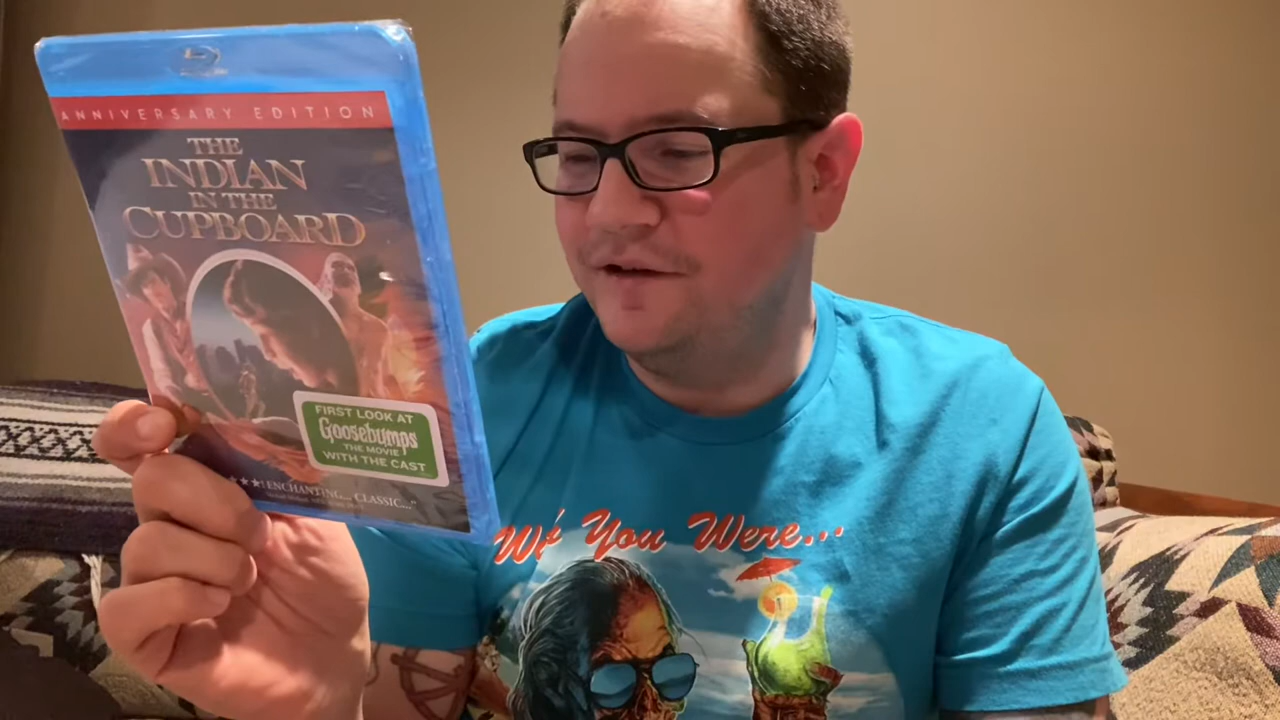 ANNIVERSARY EDITION
THE
INDIAN
IN THE
CUPBOARD
FIRST LOOK AT
Goosebumps
THE MOVIE
WITH THE CAST
ENCHANTING... CLASSIC..."
You Were...